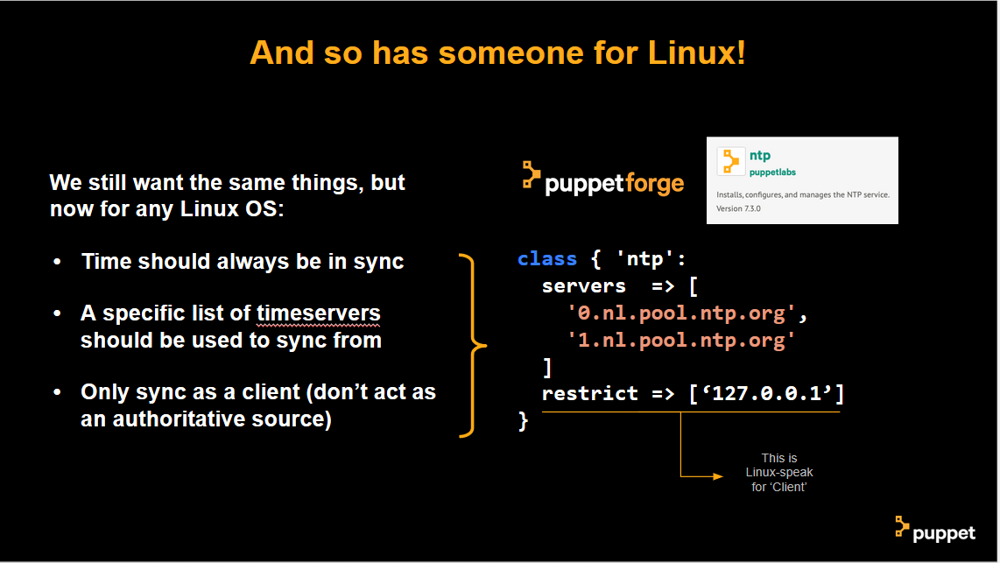 And so has someone for Linux!
We still want the same things, but
now for any Linux OS:
• Time should always be in sync
• A specific list of timeservers
should be used to sync from
• Only sync as a client (don’t act as
an authoritative source)
puppetforge
ntp
puppetlabs
Installs, configures, and manages the NTP service.
Version 7.3.0
class { 'ntp':
  servers  => [
    '0.nl.pool.ntp.org',
    '1.nl.pool.ntp.org'
  ]
  restrict => [‘127.0.0.1’]
}
This is
Linux-speak
for ‘Client’
puppet